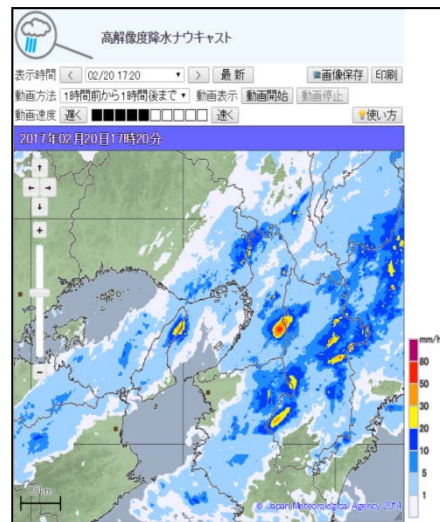 高解像度降水ナウキャスト
表示時間 < 02/20 17:20 ▼ > 最新 画像保存 印刷
動画方法 1時間前から1時間後まで ▼ 動画表示 動画開始 動画停止
動画速度 遅く 速く 使い方
2017年02月20日17時20分
↑
← →
↓
+
-
mm/h
80
50
30
20
10
5
1
20km
© Japan Meteorological Agency 2014